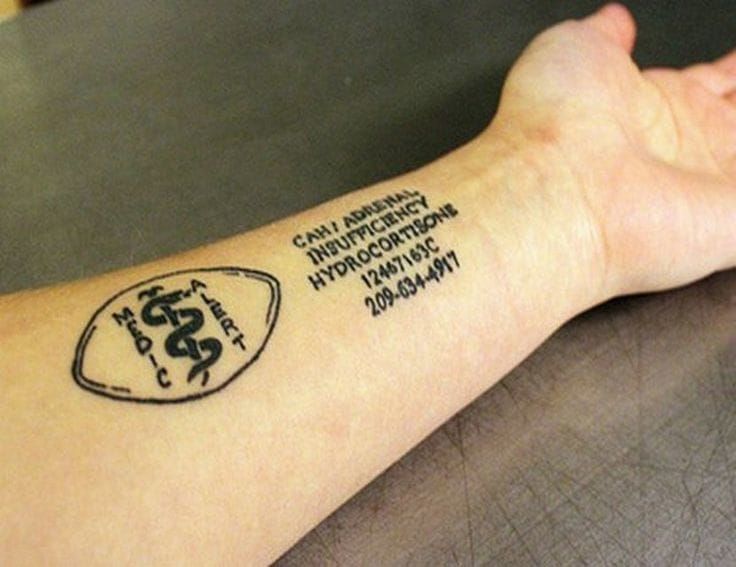 MEDIC
ALERT
CAH / ADRENAL
INSUFFICIENCY
HYDROCORTISONE
12467163C
209-634-4917